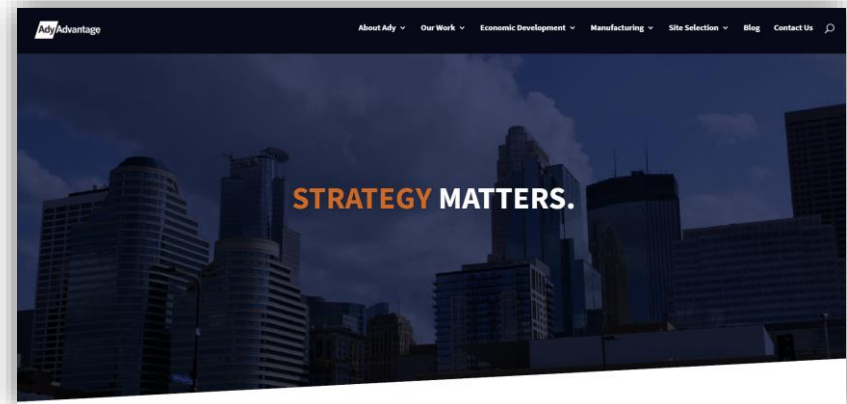 Ady Advantage
About Ady Our Work Economic Development Manufacturing Site Selection Blog Contact Us
STRATEGY MATTERS.